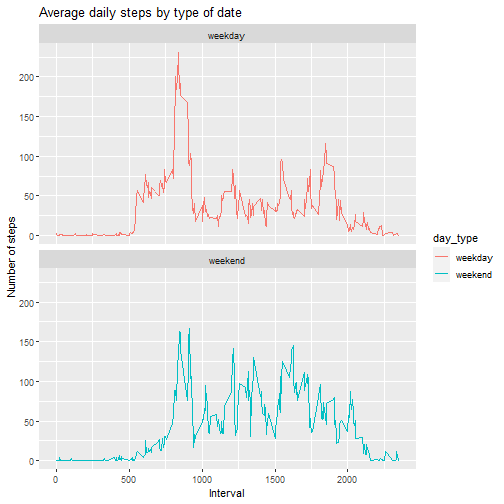 Average daily steps by type of date
weekday
200
150
100
50
0
weekend
200
150
100
50
0
0
500
1000
1500
2000
Interval
Number of steps
day_type
weekday
weekend